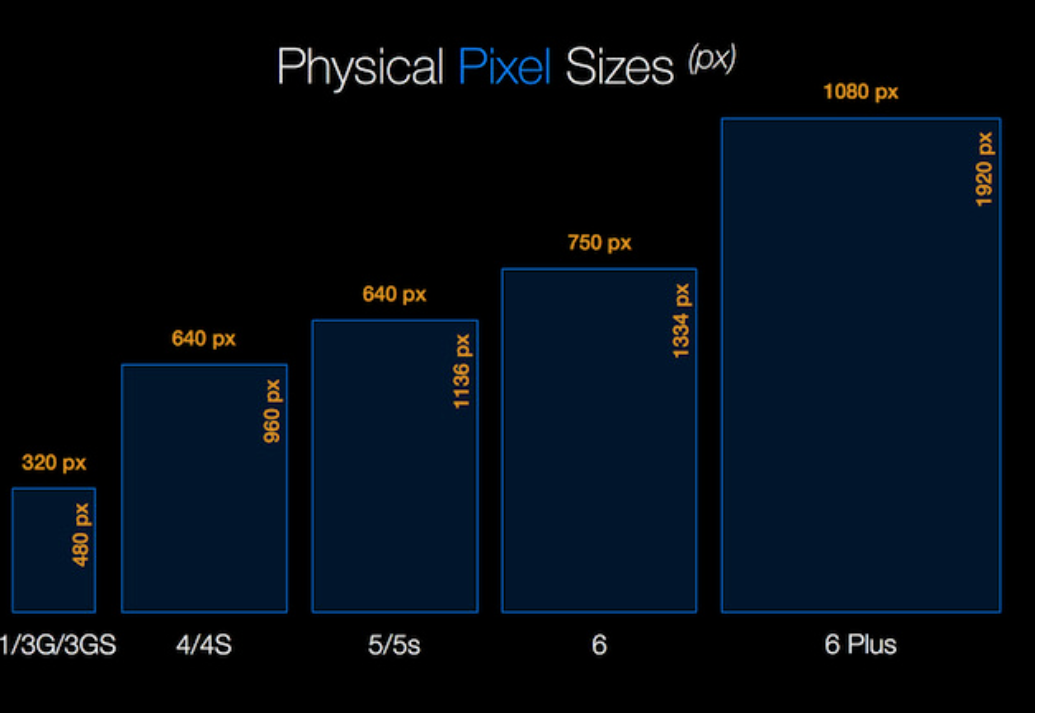 Physical Pixel Sizes (px)
1080 px
1920 px
750 px
1334 px
640 px
1136 px
640 px
960 px
320 px
480 px
1/3G/3GS
4/4S
5/5s
6
6 Plus